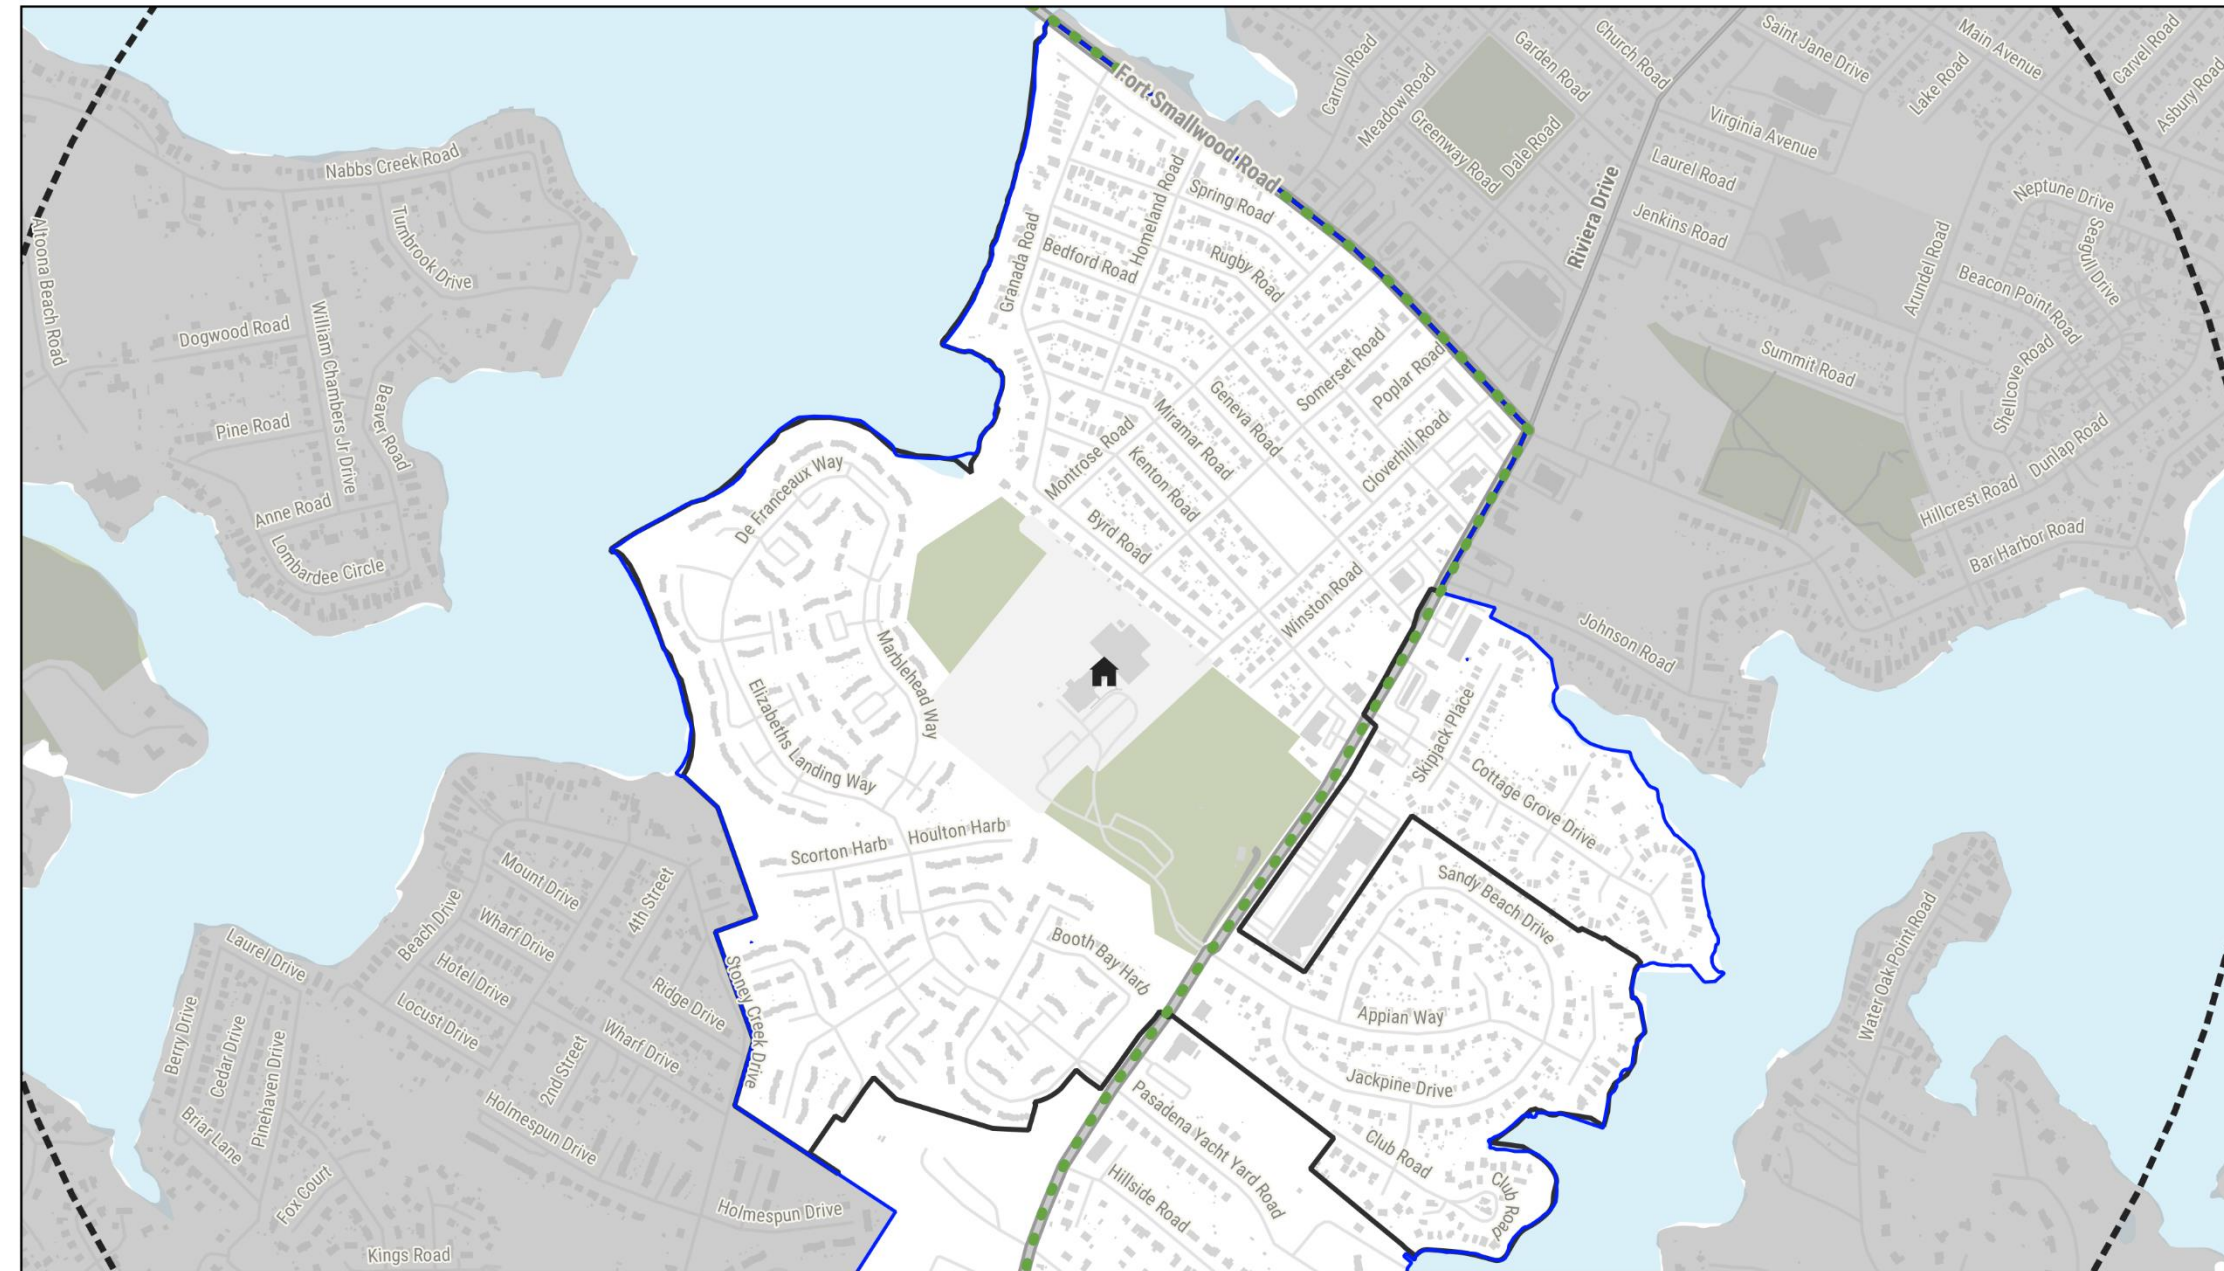 Saint Jane Drive
Main Avenue
Carvel Road
Church Road
Garden Road
Carroll Road
Meadow Road
Lake Road
Asbury Road
Fort Smallwood Road
Greenway Road
Dale Road
Virginia Avenue
Laurel Road
Nabbs Creek Road
Neptune Drive
Spring Road
Homeland Road
Riviera Drive
Jenkins Road
Turnbrook Drive
Altoona Beach Road
Granada Road
Bedford Road
Rugby Road
Arundel Road
Seagull Drive
Beacon Point Road
Dogwood Road
William Chambers Jr Drive
Somerset Road
Poplar Road
Summit Road
Shellcove Road
Beaver Road
Pine Road
Geneva Road
Miramar Road
Montrose Road
Cloverhill Road
Dunlap Road
De Franceaux Way
Kenton Road
Hillcrest Road
Anne Road
Byrd Road
Bar Harbor Road
Lombardee Circle
Winston Road
Johnson Road
Marblehead Way
Elizabeths Landing Way
Skipjack Place
Cottage Grove Drive
Scorton Harb
Houlton Harb
Mount Drive
4th Street
Sandy Beach Drive
Beach Drive
Wharf Drive
Water Oak Point Road
Laurel Drive
Hotel Drive
Booth Bay Harb
Stoney Creek Drive
Ridge Drive
Locust Drive
Berry Drive
Cedar Drive
Pinehaven Drive
Appian Way
Wharf Drive
2nd Street
Jackpine Drive
Briar Lane
Holmespun Drive
Pasadena Yacht Yard Road
Club Road
Club Road
Fox Court
Hillside Road
Holmespun Drive
Kings Road